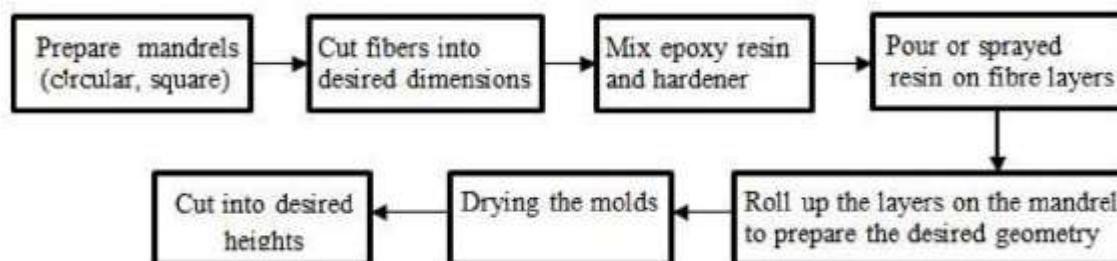 Prepare mandrels
(circular, square)
Cut fibers into
desired dimensions
Mix epoxy resin
and hardener
Pour or sprayed
resin on fibre layers
Roll up the layers on the mandrel
to prepare the desired geometry
Drying the molds
Cut into desired
heights